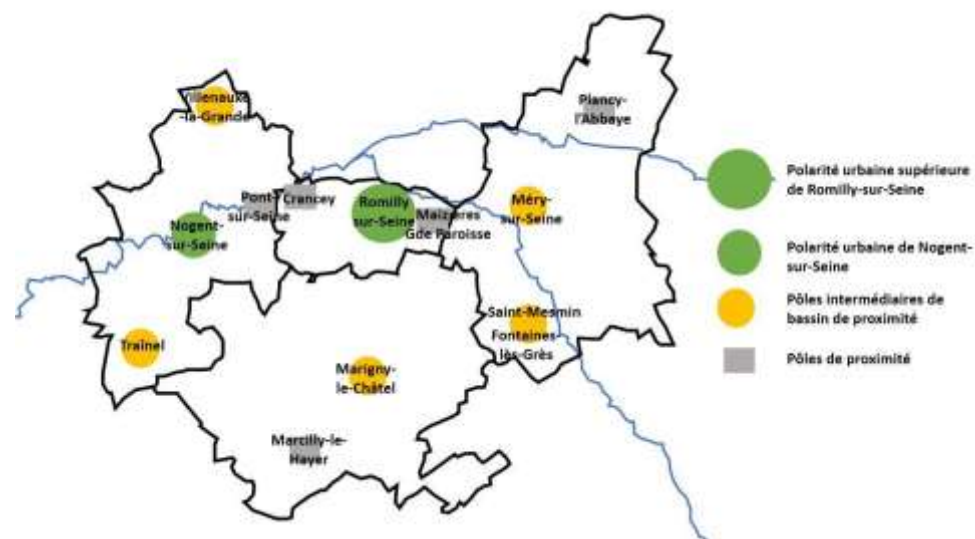 Villenauxe
-la-Grande
Plancy-
l'Abbaye
Pont-
sur-Seine
Crancey
Romilly
sur-Seine
Maizières
Gde Paroisse
Méry-
sur-Seine
Nogent-
sur-Seine
Saint-Mesmin
Fontaines
lès-Grès
Traînel
Marigny-
le-Châtel
Marcilly-le-
Hayer
Polarité urbaine supérieure
de Romilly-sur-Seine
Polarité urbaine de Nogent-
sur-Seine
Pôles intermédiaires de
bassin de proximité
Pôles de proximité